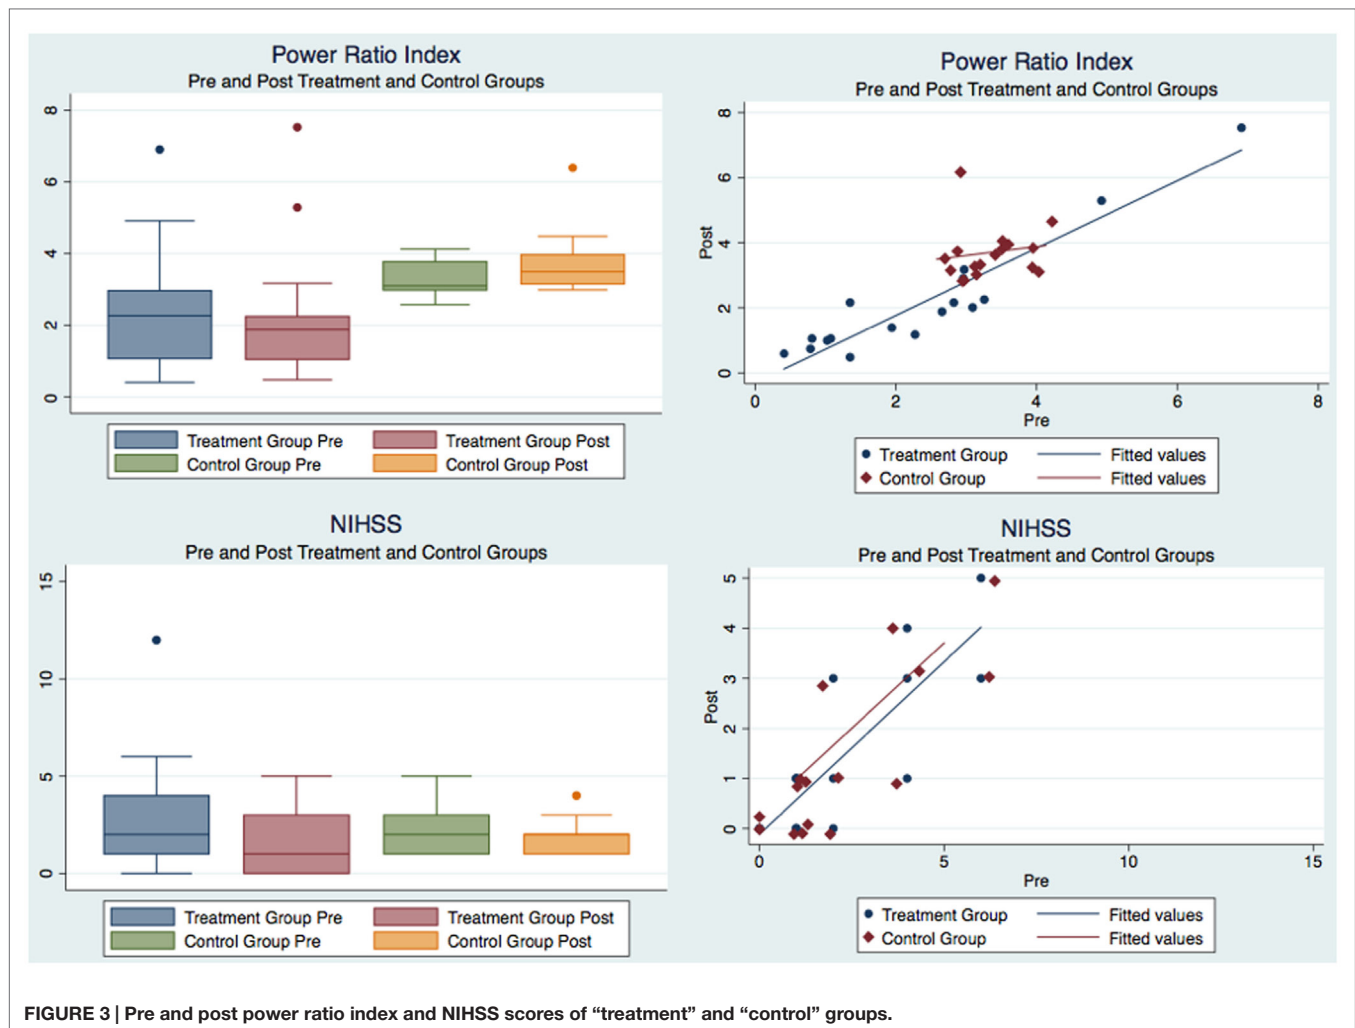 Power Ratio Index
Pre and Post Treatment and Control Groups
8
6
4
2
0
Treatment Group Pre
Treatment Group Post
Control Group Pre
Control Group Post
Power Ratio Index
Pre and Post Treatment and Control Groups
Post
8
6
4
2
0
0 2 4 6 8
Pre
Treatment Group
Fitted values
Control Group
Fitted values
NIHSS
Pre and Post Treatment and Control Groups
15
10
5
0
Treatment Group Pre
Treatment Group Post
Control Group Pre
Control Group Post
NIHSS
Pre and Post Treatment and Control Groups
Post
5
4
3
2
1
0
0 5 10 15
Pre
Treatment Group
Fitted values
Control Group
Fitted values
FIGURE 3 | Pre and post power ratio index and NIHSS scores of “treatment” and “control” groups.